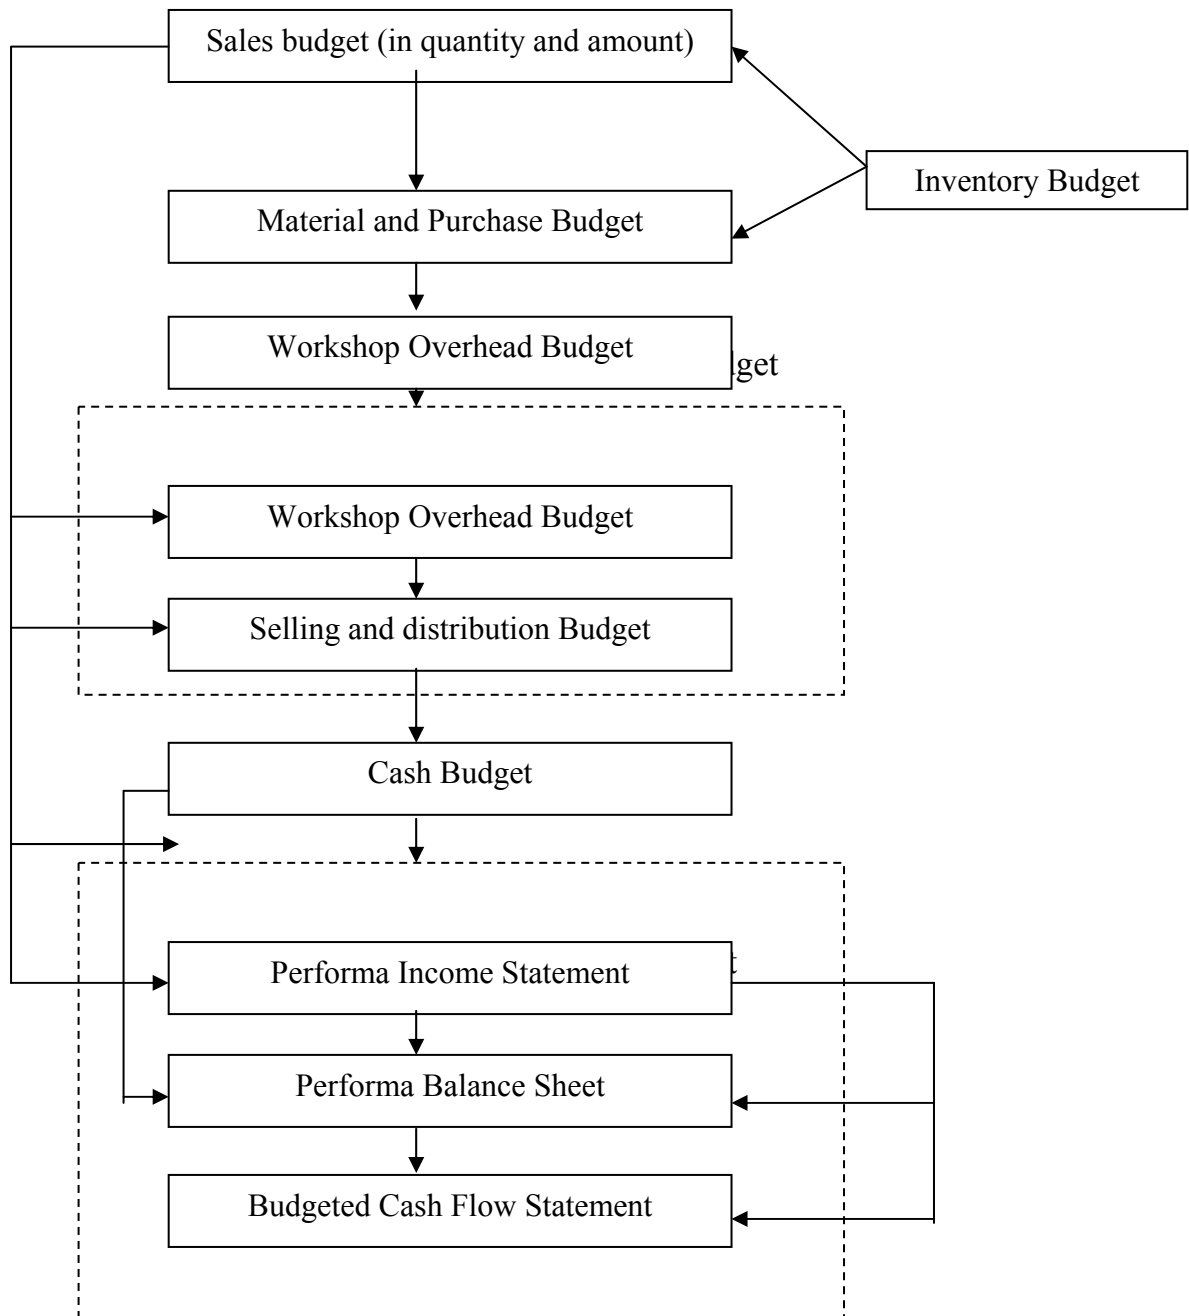 Sales budget (in quantity and amount)
Inventory Budget
Material and Purchase Budget
Workshop Overhead Budget
Workshop Overhead Budget
Selling and distribution Budget
Cash Budget
Performa Income Statement
Performa Balance Sheet
Budgeted Cash Flow Statement